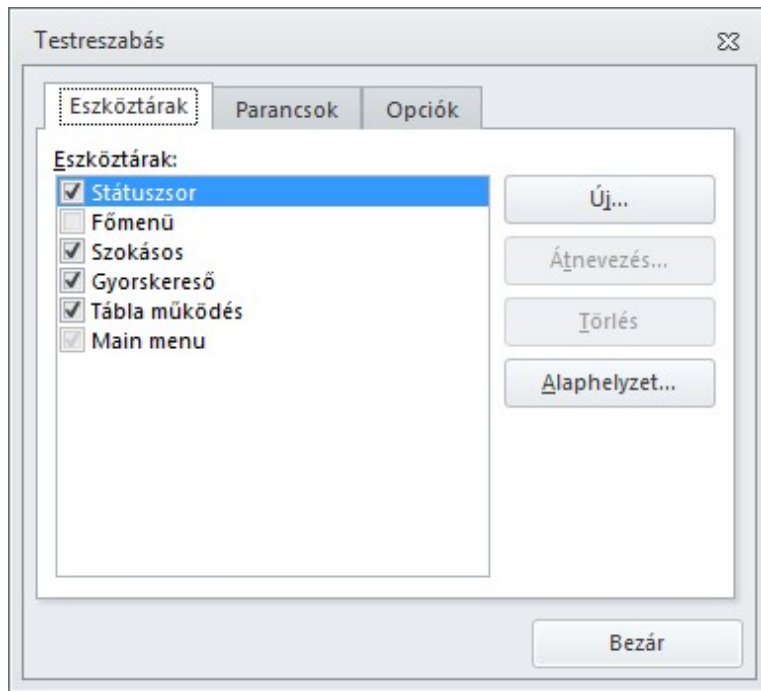 Testreszabás
Eszköztárak Parancsok Opciók
Eszköztárak:
Státuszsor
Főmenü
Szokásos
Gyorskereső
Tábla működés
Main menu
Új...
Átnevezés...
Törlés
Alaphelyzet...
Bezár